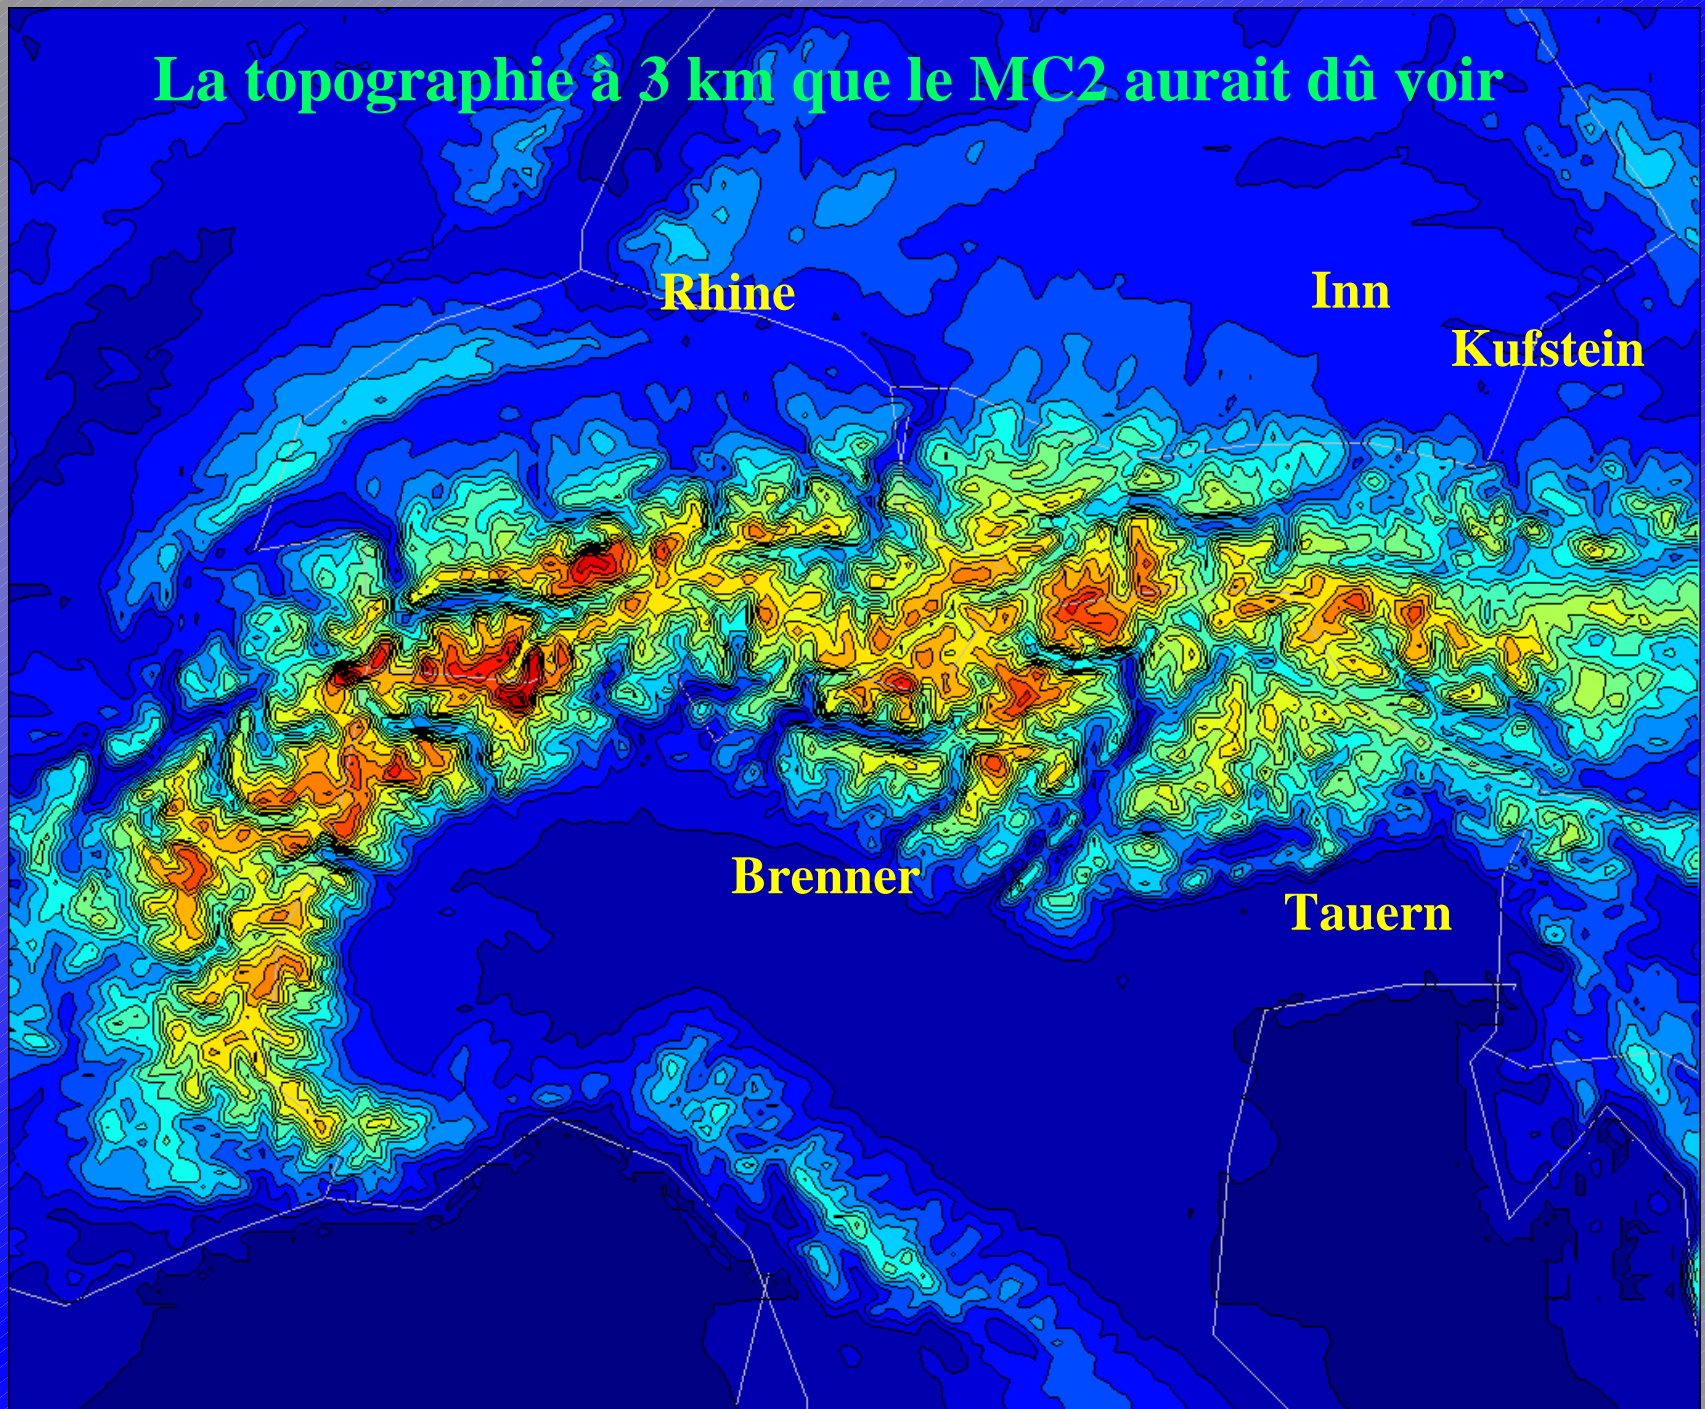 La topographie à 3 km que le MC2 aurait dû voir
Rhine
Inn
Kufstein
Brenner
Tauern